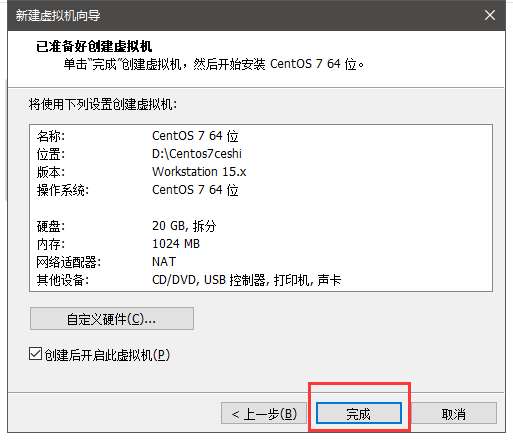 新建虚拟机向导
已准备好创建虚拟机
单击“完成”创建虚拟机，然后开始安装 CentOS 7 64 位。
将使用下列设置创建虚拟机:
名称: CentOS 7 64 位
位置: D:\Centos7ceshi
版本: Workstation 15.x
操作系统: CentOS 7 64 位
硬盘: 20 GB, 拆分
内存: 1024 MB
网络适配器: NAT
其他设备: CD/DVD, USB 控制器, 打印机, 声卡
自定义硬件(C)...
创建后开启此虚拟机(P)
< 上一步(B) 完成 取消